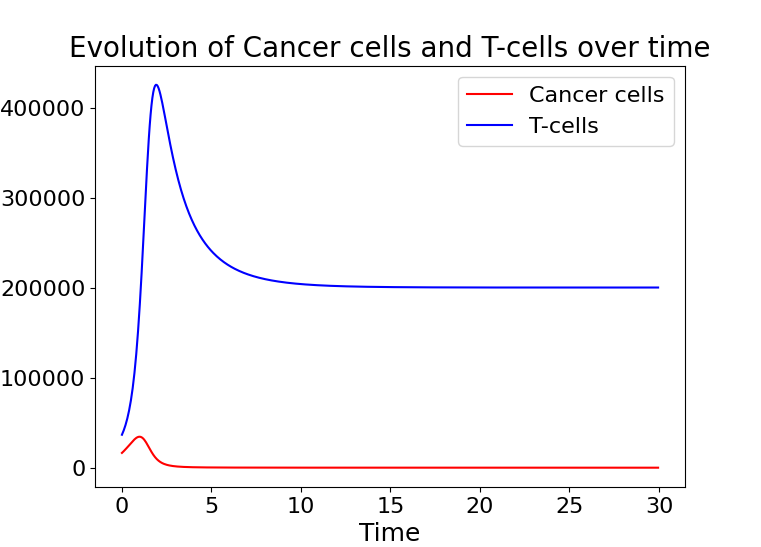 Evolution of Cancer cells and T-cells over time
Cancer cells
T-cells
400000
300000
200000
100000
0
0 5 10 15 20 25 30
Time